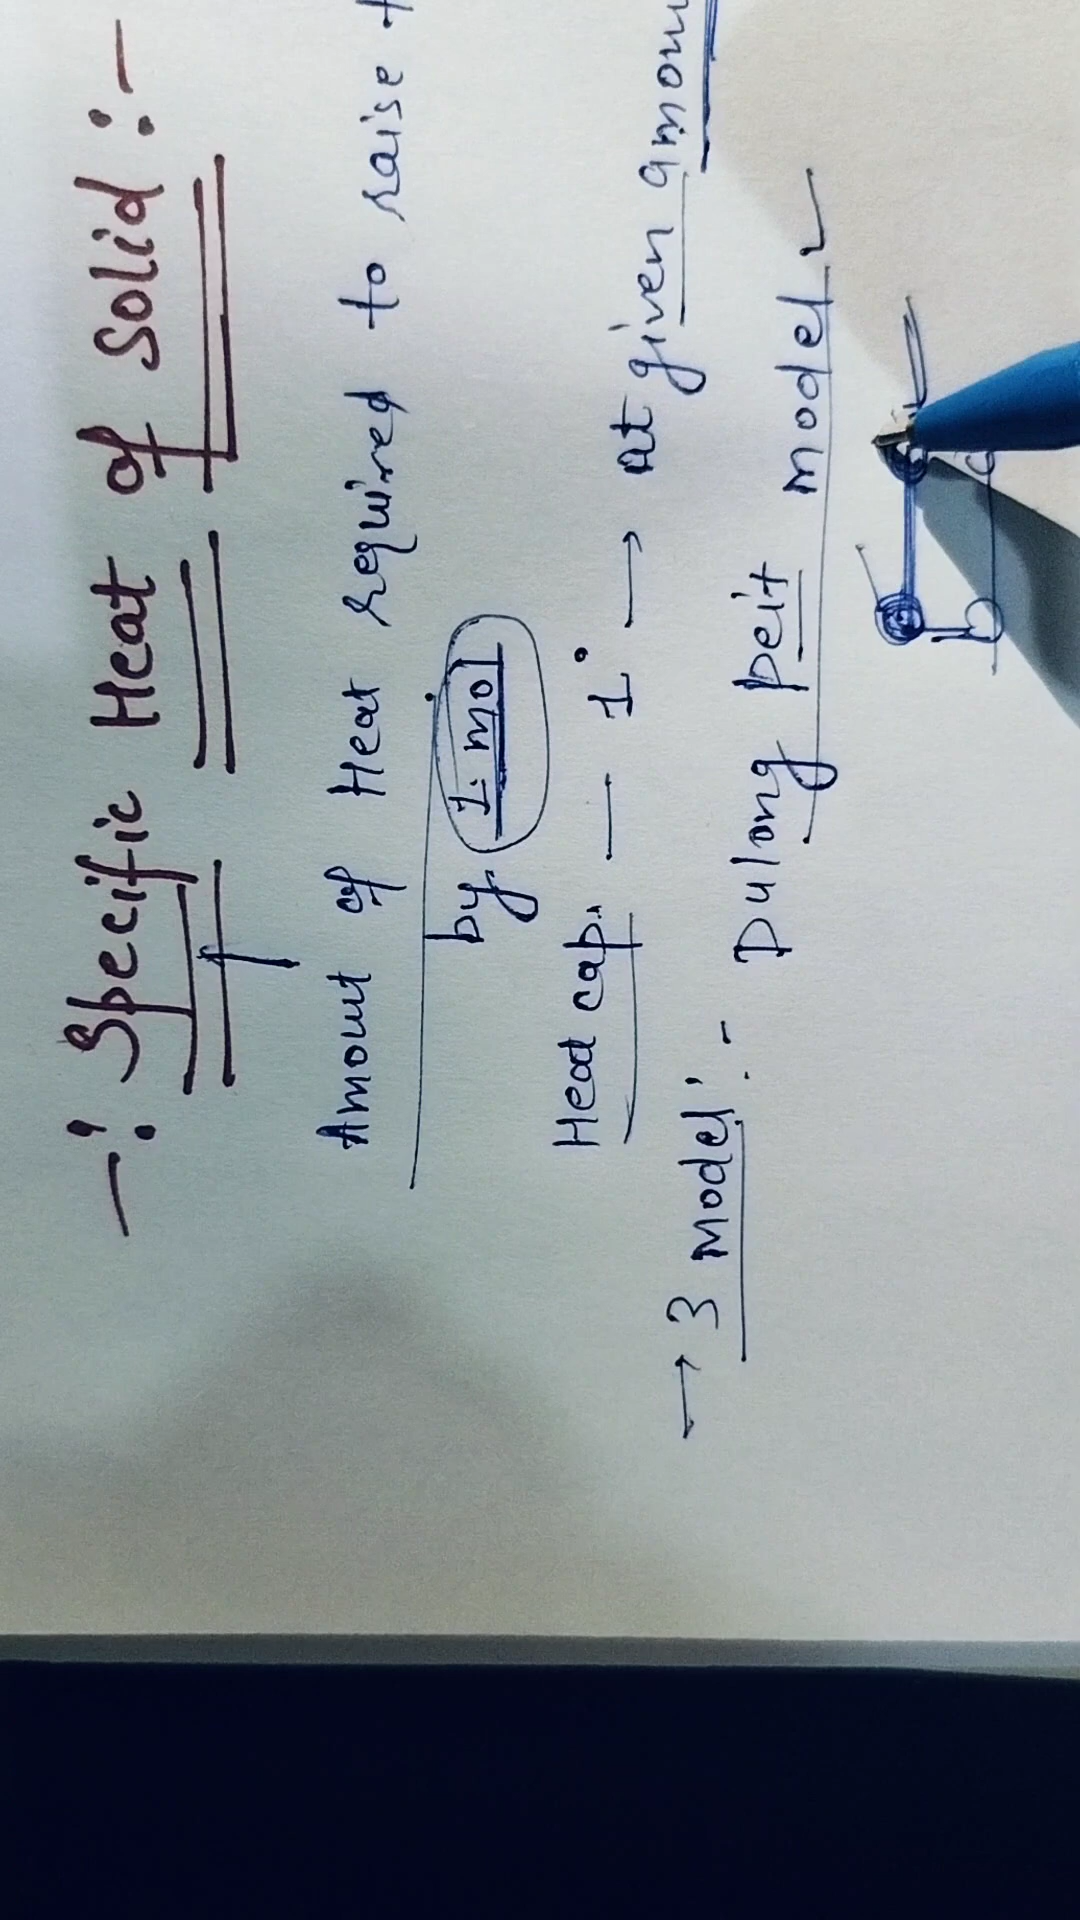 -: Specific Heat of Solid :-
Amount of Heat required to raise
by 1 mol
Heat cap. — 1° → at given amoun
→ 3 model :- Dulong peit model